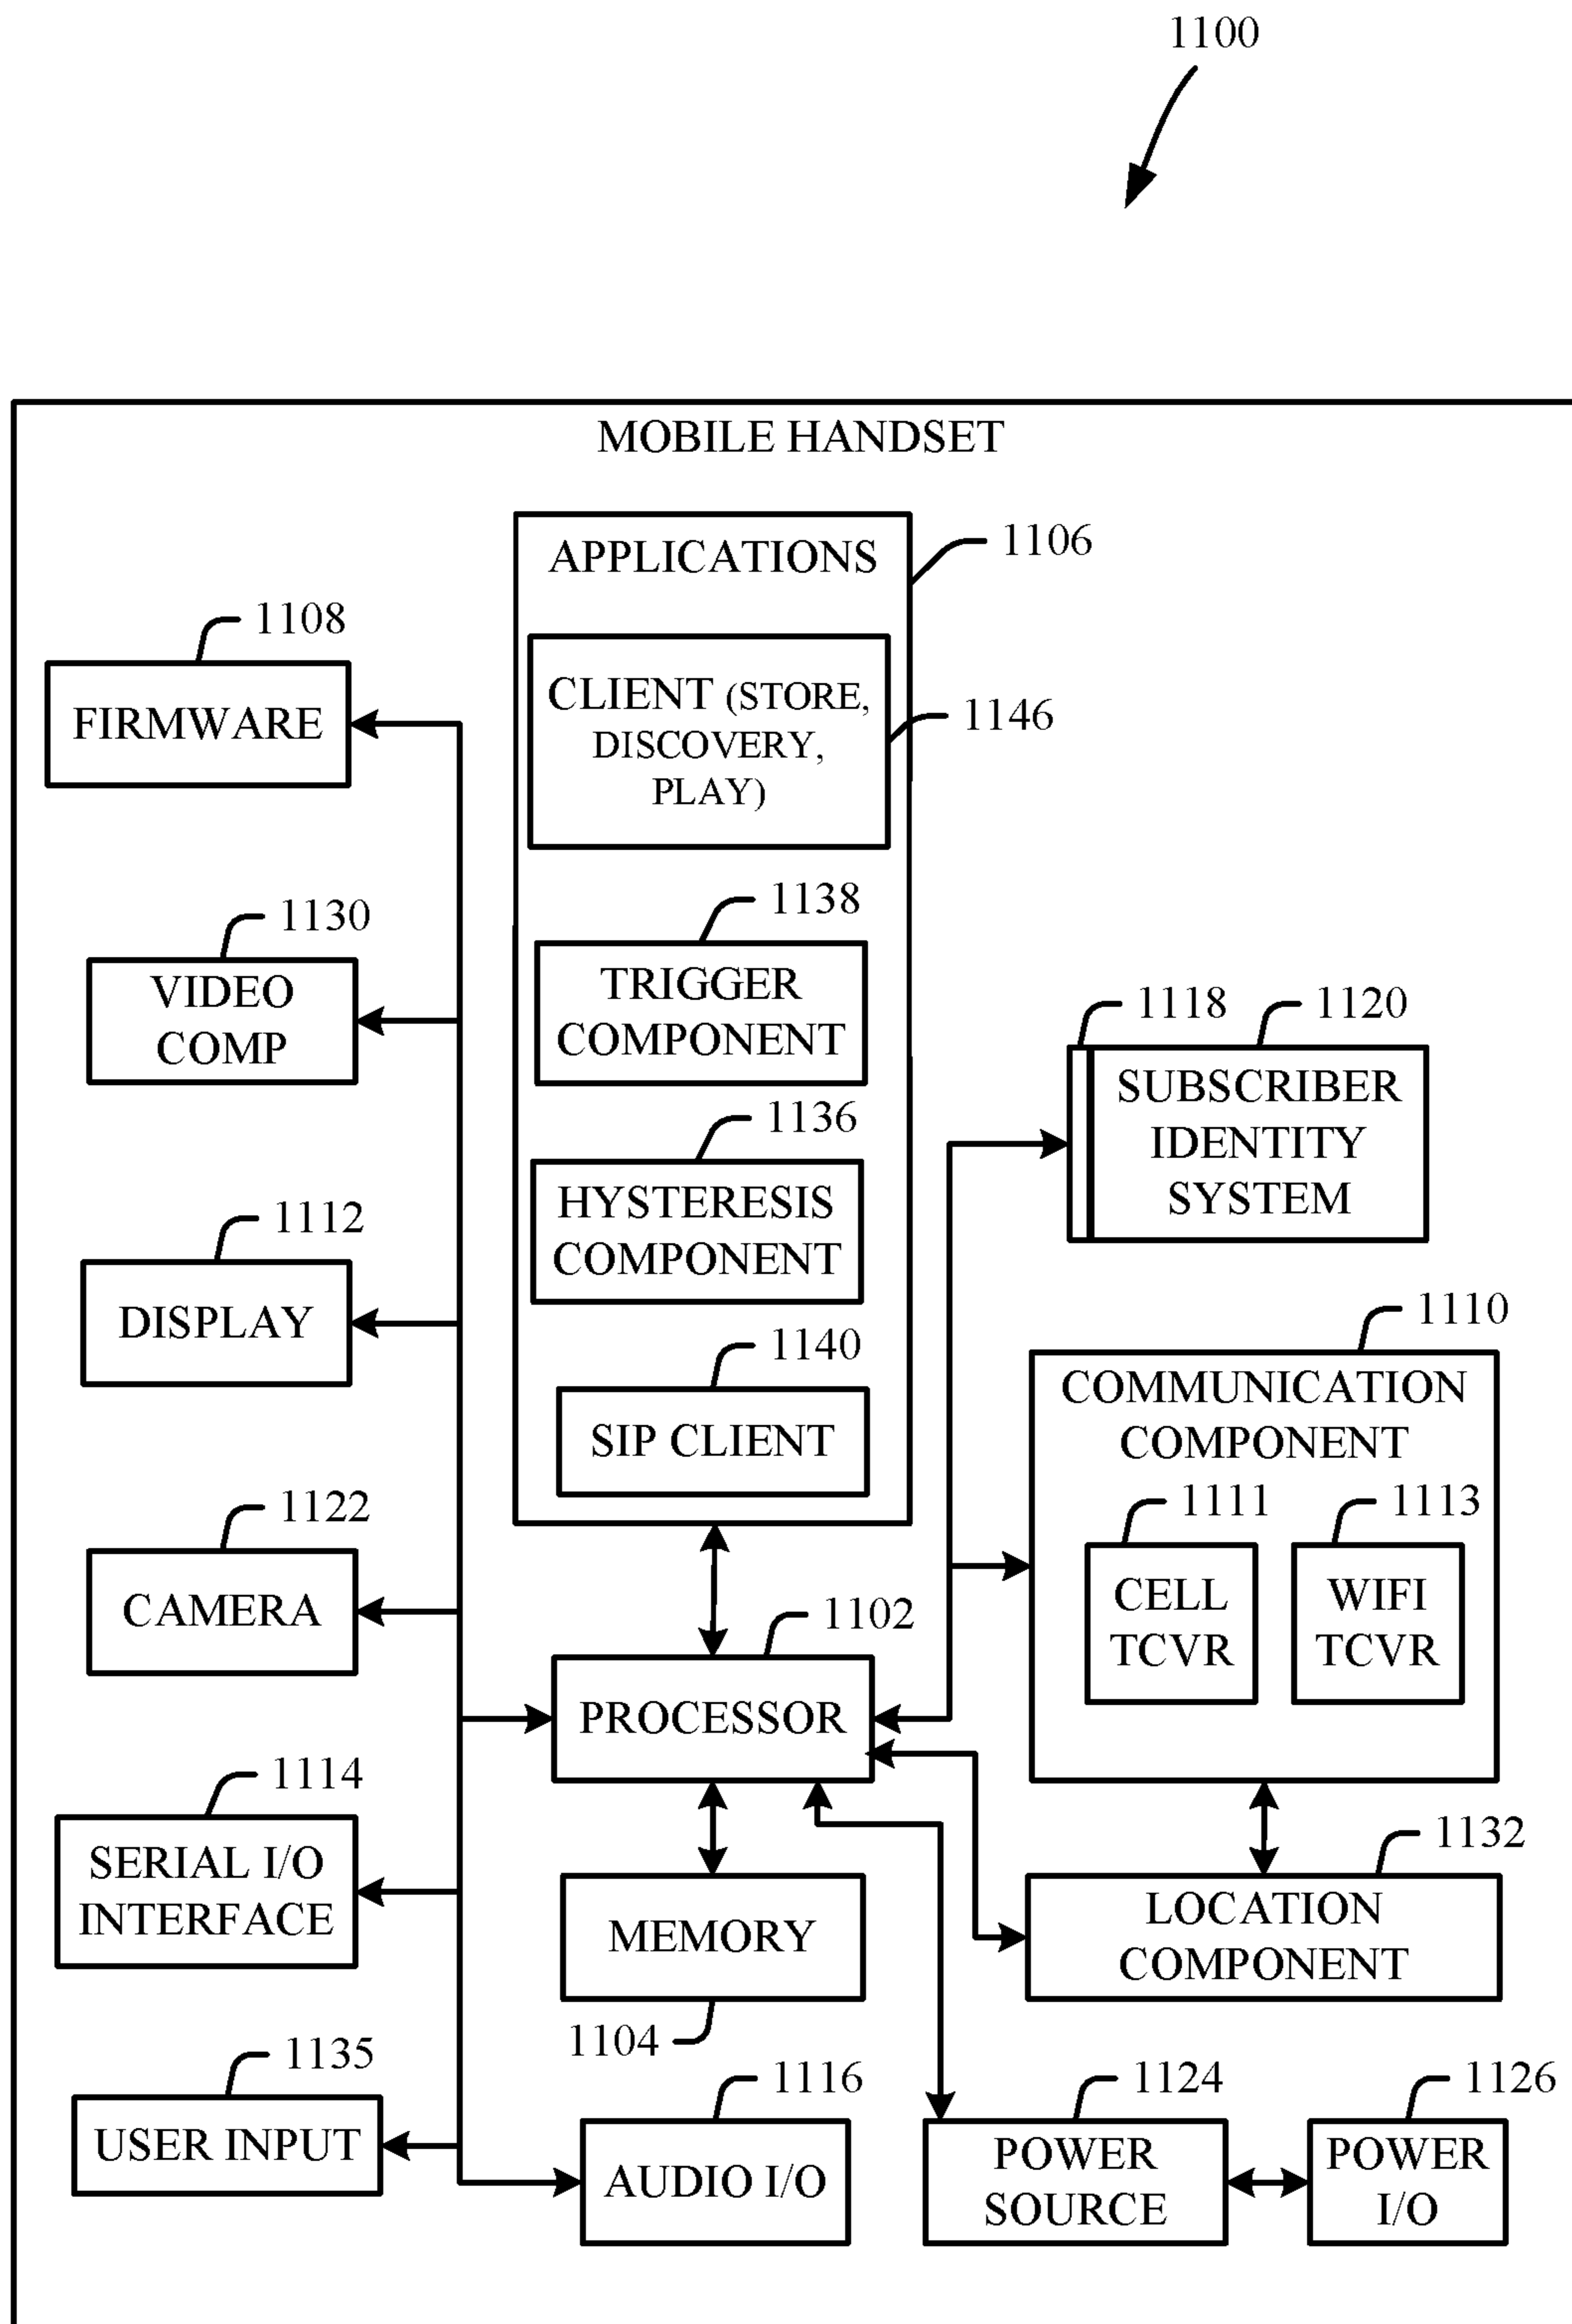 1100
MOBILE HANDSET
APPLICATIONS
1106
1108
FIRMWARE
CLIENT (STORE,
DISCOVERY,
PLAY)
1146
1130
VIDEO
COMP
1138
TRIGGER
COMPONENT
1118
1120
SUBSCRIBER
IDENTITY
SYSTEM
1136
HYSTERESIS
COMPONENT
1112
DISPLAY
1140
SIP CLIENT
1110
COMMUNICATION
COMPONENT
1111
CELL
TCVR
1113
WIFI
TCVR
1122
CAMERA
1102
PROCESSOR
1114
SERIAL I/O
INTERFACE
MEMORY
1104
1132
LOCATION
COMPONENT
1135
USER INPUT
1116
AUDIO I/O
1124
POWER
SOURCE
1126
POWER
I/O